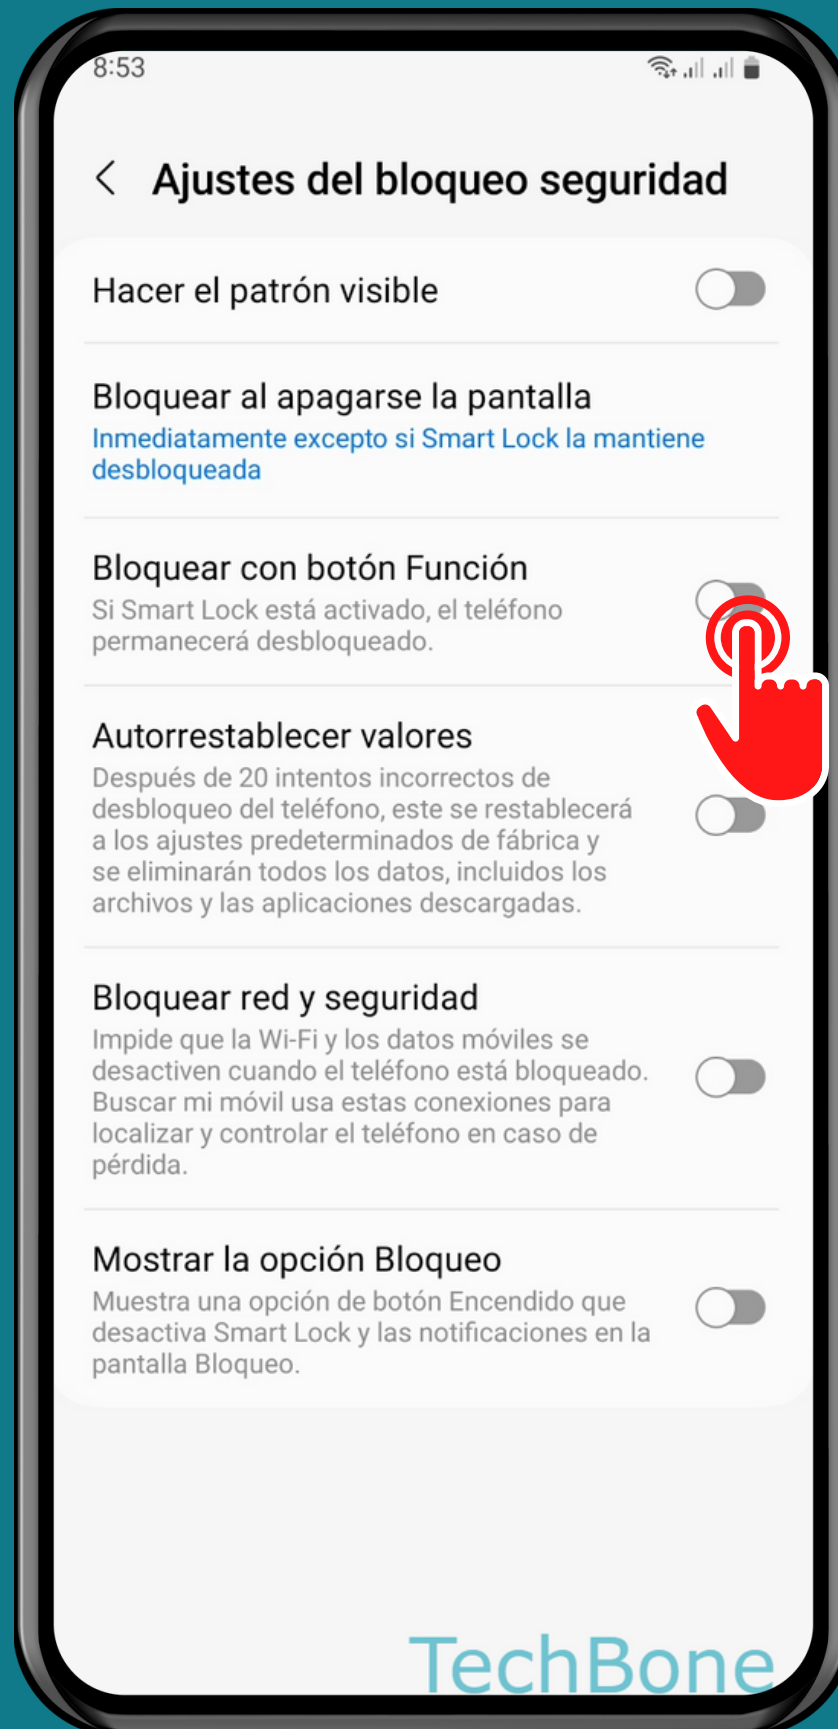 8:53
Ajustes del bloqueo seguridad
Hacer el patrón visible
Bloquear al apagarse la pantalla
Inmediatamente excepto si Smart Lock la mantiene
desbloqueada
Bloquear con botón Función
Si Smart Lock está activado, el teléfono
permanecerá desbloqueado.
Autorrestablecer valores
Después de 20 intentos incorrectos de
desbloqueo del teléfono, este se restablecerá
a los ajustes predeterminados de fábrica y
se eliminarán todos los datos, incluidos los
archivos y las aplicaciones descargadas.
Bloquear red y seguridad
Impide que la Wi-Fi y los datos móviles se
desactiven cuando el teléfono está bloqueado.
Buscar mi móvil usa estas conexiones para
localizar y controlar el teléfono en caso de
pérdida.
Mostrar la opción Bloqueo
Muestra una opción de botón Encendido que
desactiva Smart Lock y las notificaciones en la
pantalla Bloqueo.
TechBone